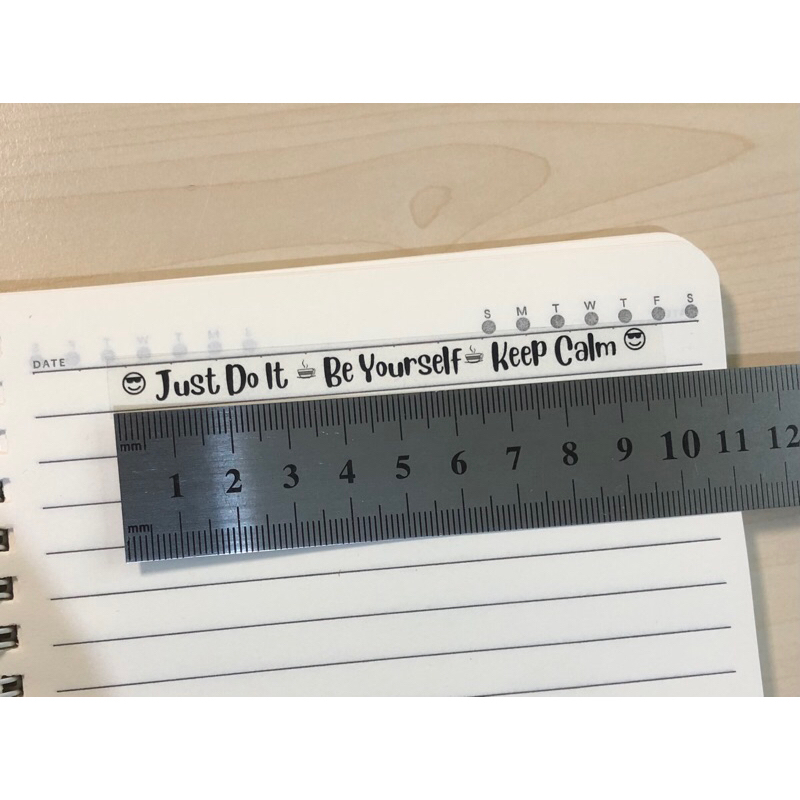 S M T W T F S
DATE
Just Do It Be Yourself Keep Calm
mm
1 2 3 4 5 6 7 8 9 10 11 12
mm